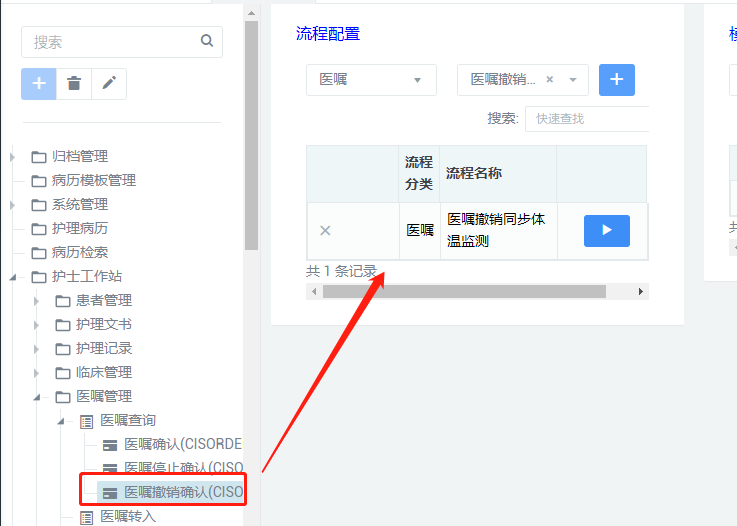 搜索
归档管理
病历模板管理
系统管理
护理病历
病历检索
护士工作站
患者管理
护理文书
护理记录
临床管理
医嘱管理
医嘱查询
医嘱确认(CISORDE
医嘱停止确认(CISO
医嘱撤销确认(CISO
医嘱转入
流程配置
医嘱
医嘱撤销...
搜索:
快速查找
流程
分类
流程名称
医嘱
医嘱撤销同步体
温监测
共 1 条记录